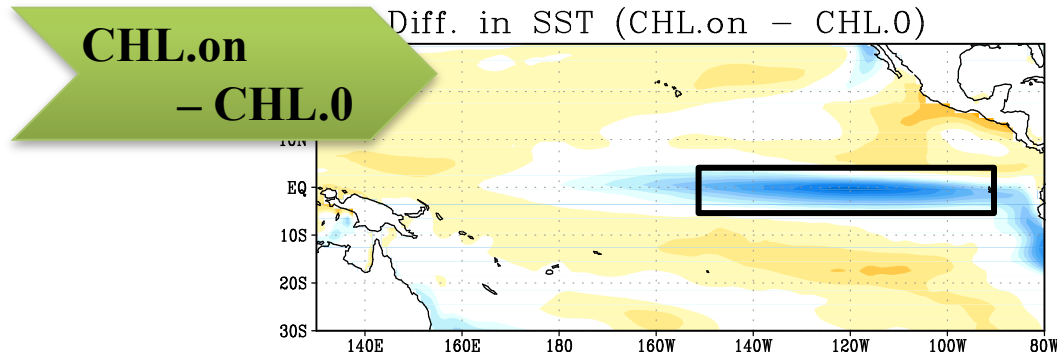 CHL.on
– CHL.0
Diff. in SST (CHL.on – CHL.0)
10N
EQ
10S
20S
30S
140E 160E 180 160W 140W 120W 100W 80W